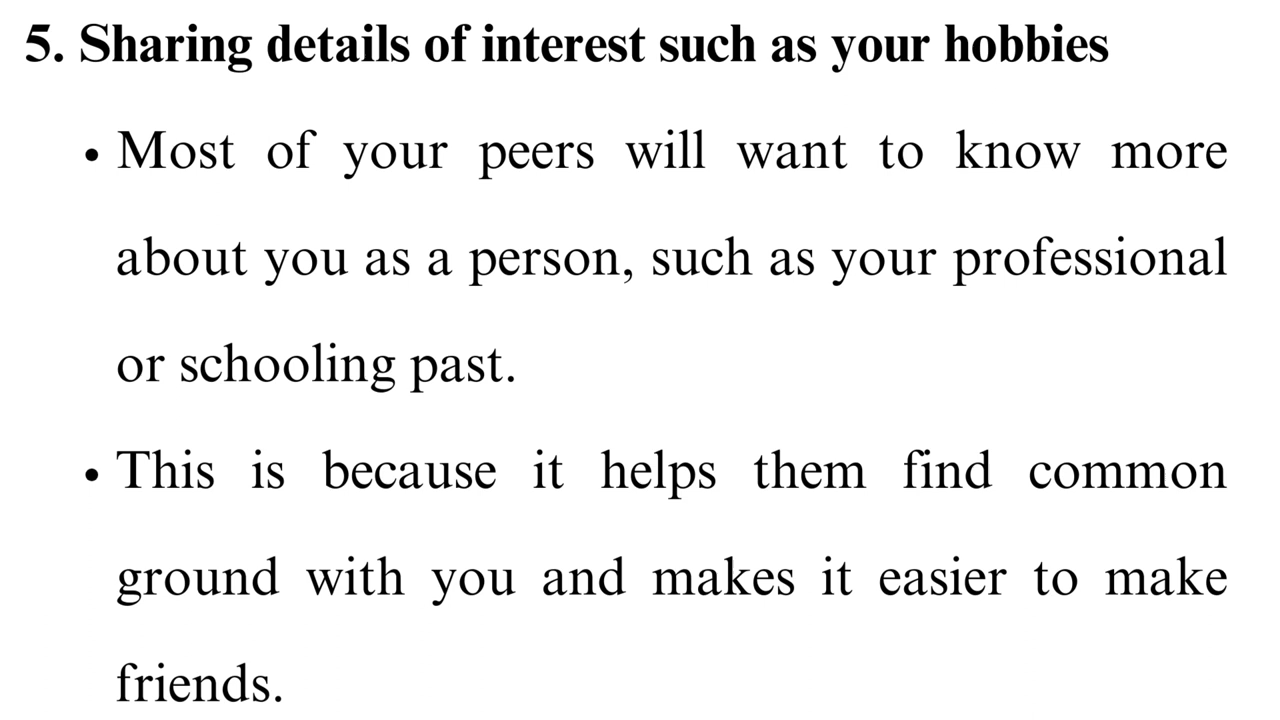 5. Sharing details of interest such as your hobbies
• Most of your peers will want to know more
about you as a person, such as your professional
or schooling past.
• This is because it helps them find common
ground with you and makes it easier to make
friends.